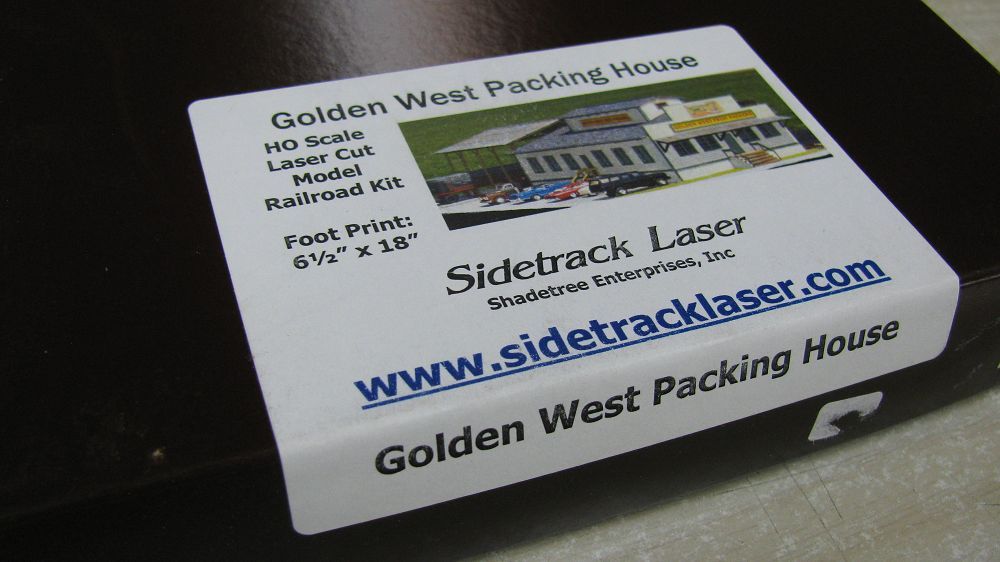 Golden West Packing House
HO Scale
Laser Cut
Model
Railroad Kit
Foot Print:
6½” x 18”
Sidetrack Laser
Shadetree Enterprises, Inc
www.sidetracklaser.com
Golden West Packing House